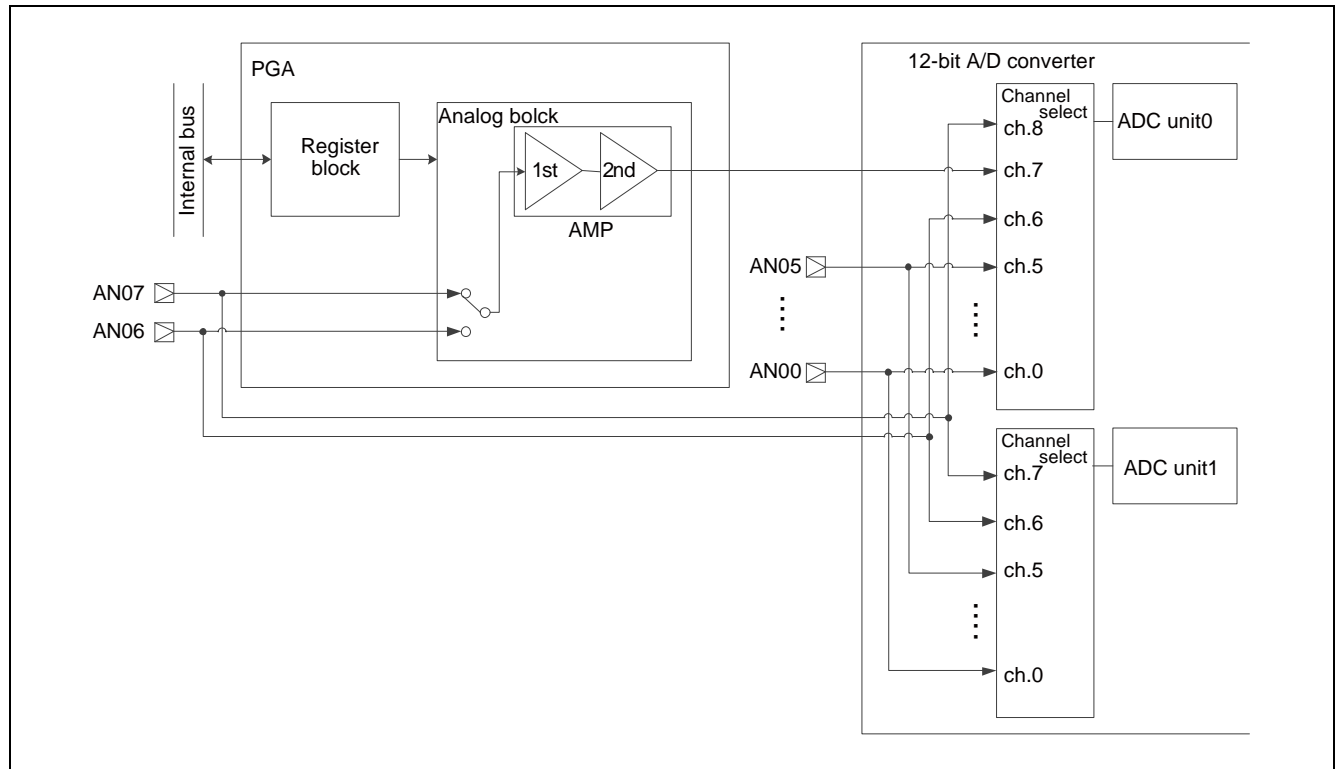 PGA
Internal bus
Register
block
Analog bolck
1st
2nd
AMP
AN07
AN06
12-bit A/D converter
Channel
select
ch.8
ch.7
ch.6
ch.5
ch.0
ADC unit0
AN05
AN00
Channel
select
ch.7
ch.6
ch.5
ch.0
ADC unit1